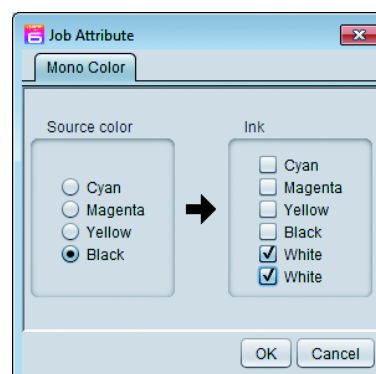 Job Attribute
Mono Color
Source color
Cyan
Magenta
Yellow
Black
Ink
Cyan
Magenta
Yellow
Black
White
White
OK
Cancel